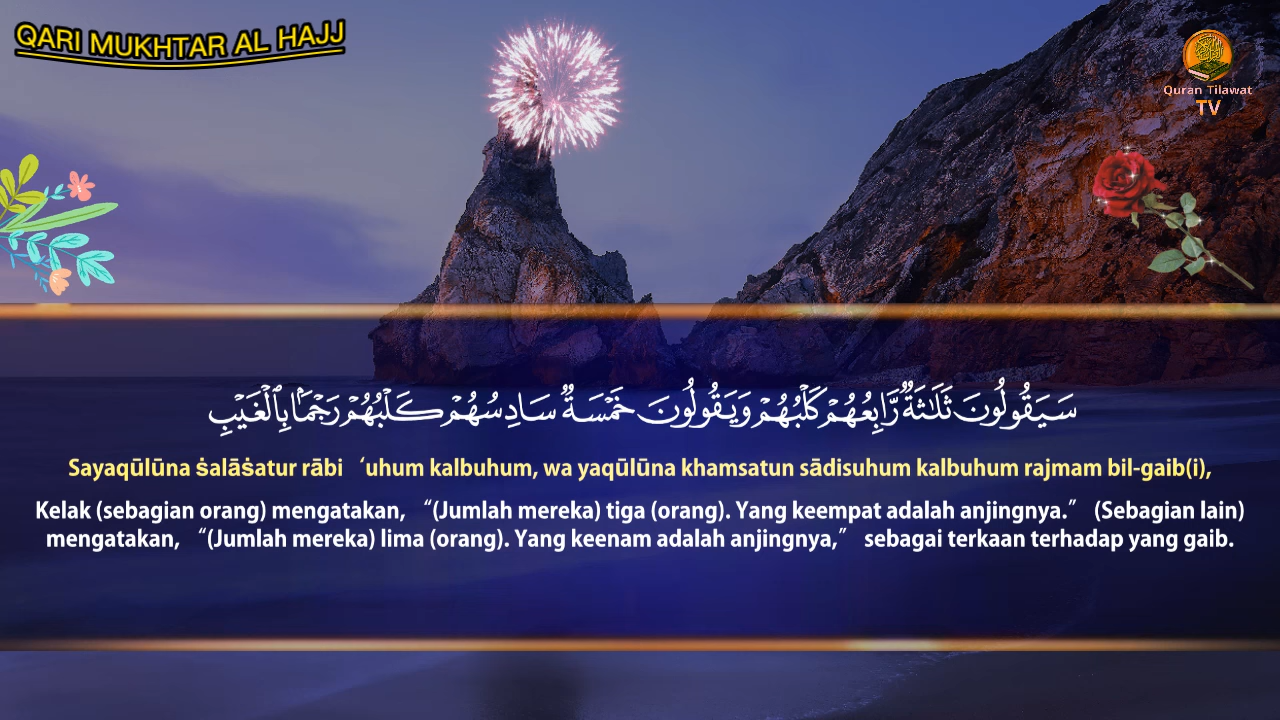 QARI MUKHTAR AL HAJJ
Quran Tilawat
TV
سَيَقُولُونَ ثَلَٰثَةٌ رَّابِعُهُمْ كَلْبُهُمْ وَيَقُولُونَ خَمْسَةٌ سَادِسُهُمْ كَلْبُهُمْ رَجْمًۢا بِٱلْغَيْبِ
Sayaqūlūna ṡalāṡatur rābi ‘uhum kalbuhum, wa yaqūlūna khamsatun sādisuhum kalbuhum rajmam bil-gaib(i),
Kelak (sebagian orang) mengatakan, “(Jumlah mereka) tiga (orang). Yang keempat adalah anjingnya.” (Sebagian lain)
mengatakan, “(Jumlah mereka) lima (orang). Yang keenam adalah anjingnya,” sebagai terkaan terhadap yang gaib.